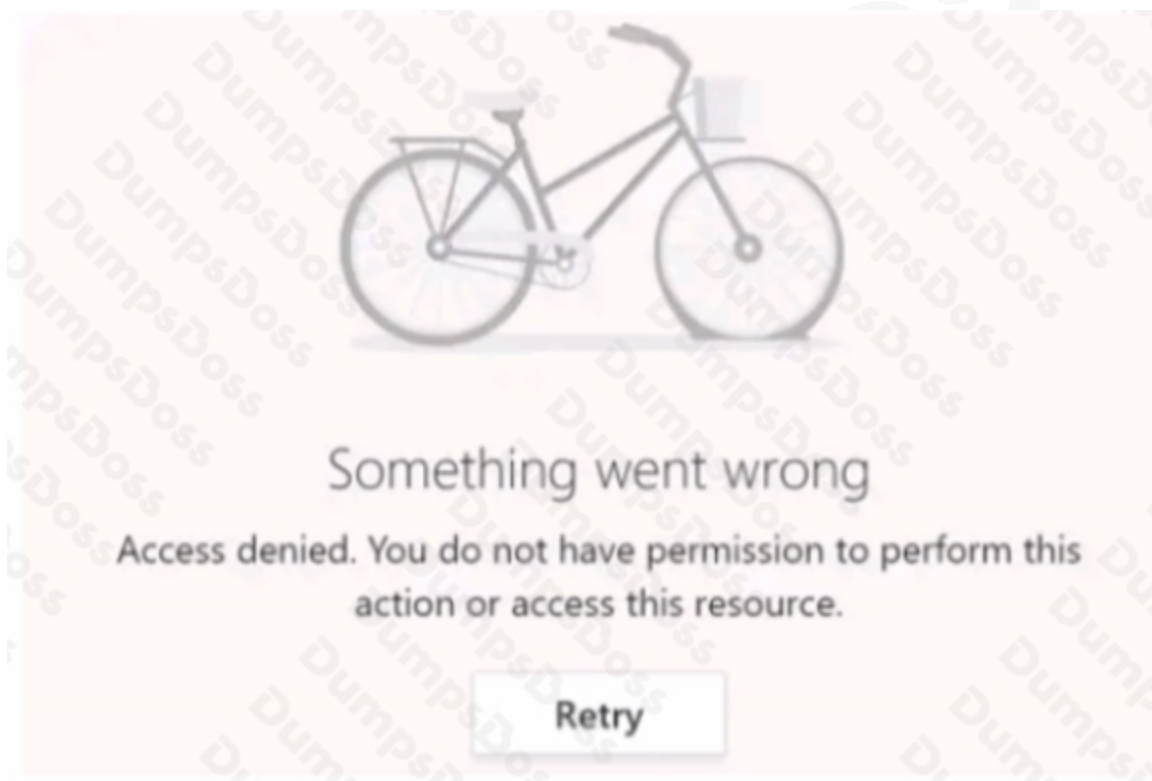 Something went wrong
Access denied. You do not have permission to perform this
action or access this resource.
Retry
DumpsDoss